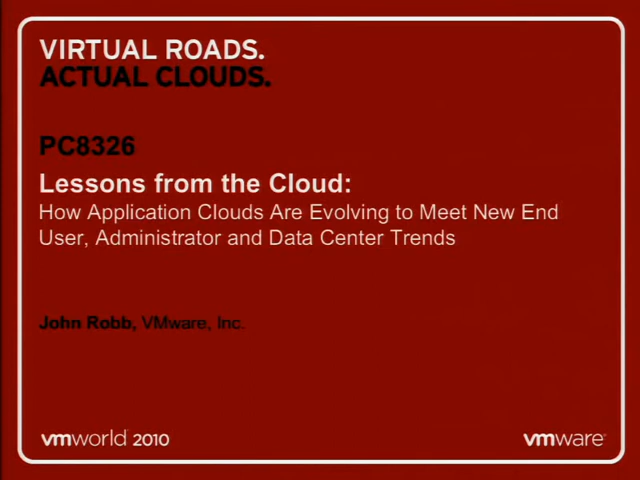 VIRTUAL ROADS.
ACTUAL CLOUDS.
PC8326
Lessons from the Cloud:
How Application Clouds Are Evolving to Meet New End
User, Administrator and Data Center Trends
John Robb, VMware, Inc.
vmworld 2010
vmware